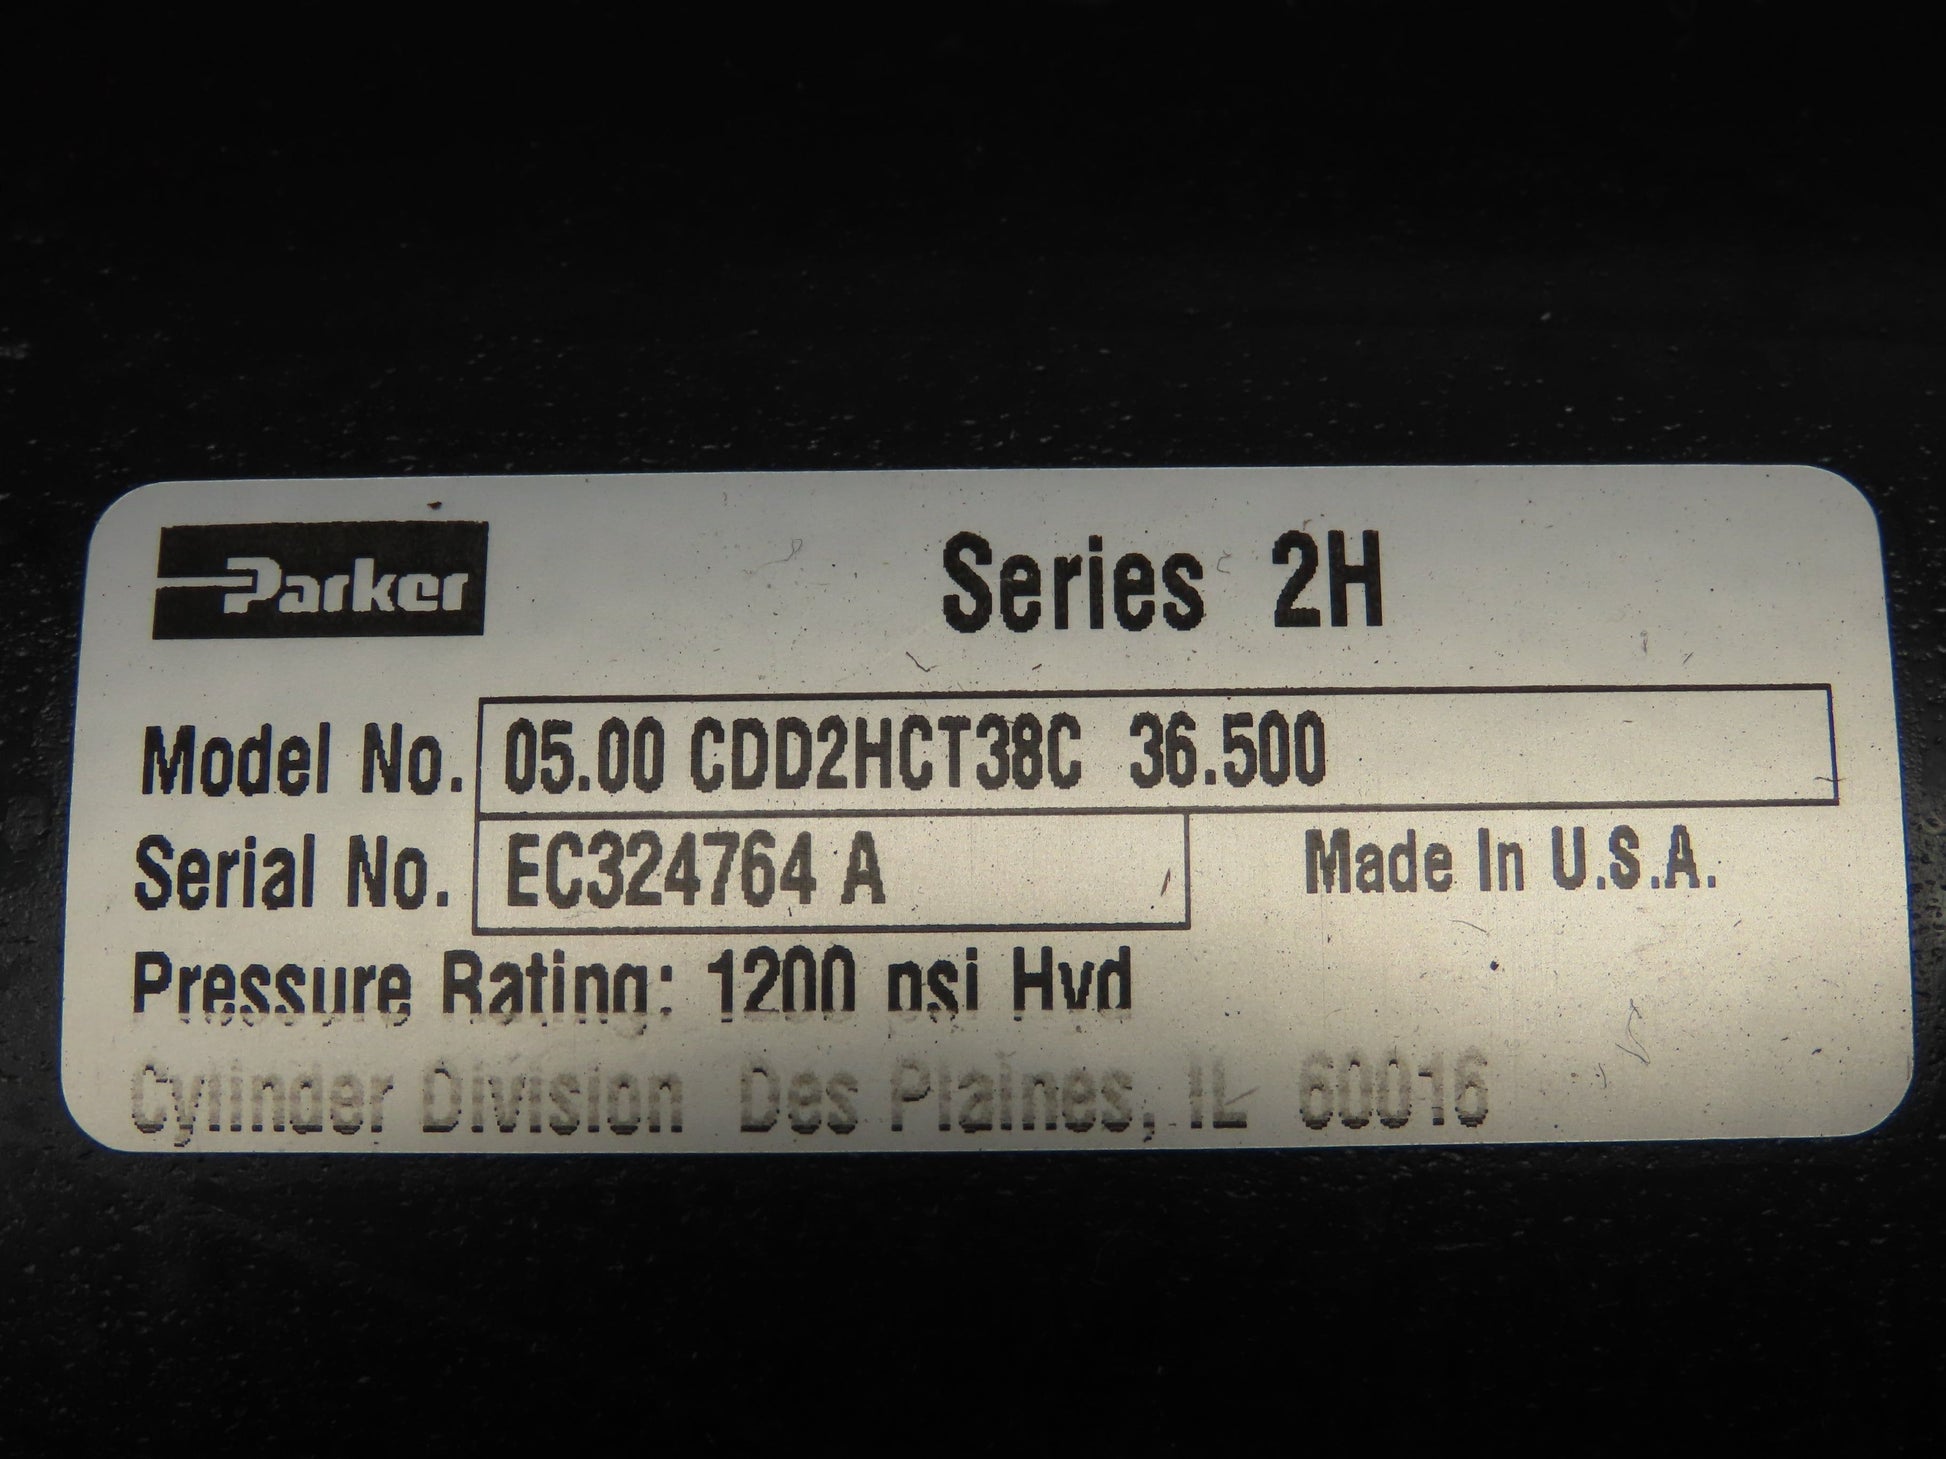 Parker Series 2H
Model No. 05.00 CDD2HCT38C 36.500
Serial No. EC324764 A Made In U.S.A.
Pressure Rating: 1200 psi Hyd
Cylinder Division Des Plaines, IL 60016